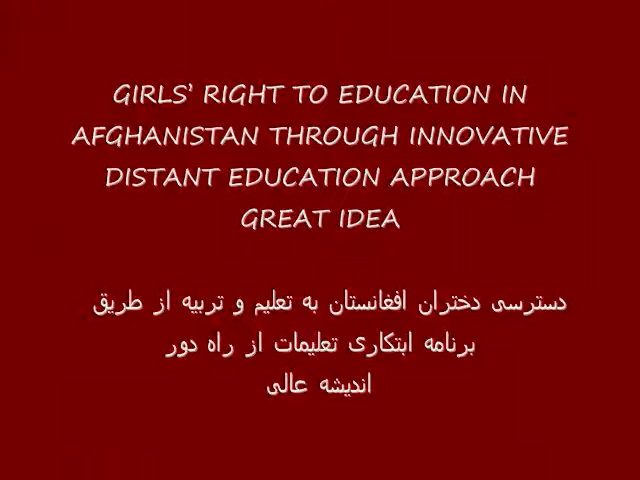 GIRLS’ RIGHT TO EDUCATION IN
AFGHANISTAN THROUGH INNOVATIVE
DISTANT EDUCATION APPROACH
GREAT IDEA
دسترسی دختران افغانستان به تعلیم و تربیه از طریق
برنامه ابتکاری تعلیمات از راه دور
اندیشه عالی